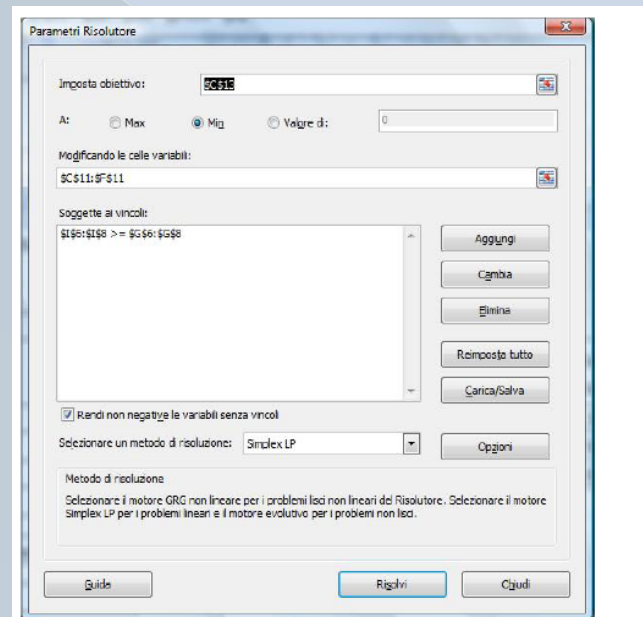 Parametri Risolutore
Imposta obiettivo: $C$13
A: Max Min Valore di: 0
Modificando le celle variabili:
$C$11:$F$11
Soggette ai vincoli:
$I$6:$I$8 >= $G$6:$G$8
Aggiungi
Cambia
Elimina
Reimposta tutto
Carica/Salva
Rendi non negative le variabili senza vincoli
Selezionare un metodo di risoluzione: Simplex LP
Opzioni
Metodo di risoluzione
Selezionare il motore GRG non lineare per i problemi lisci non lineari del Risolutore. Selezionare il motore
Simplex LP per i problemi lineari e il motore evolutivo per i problemi non lisci.
Guida Risolvi Chiudi